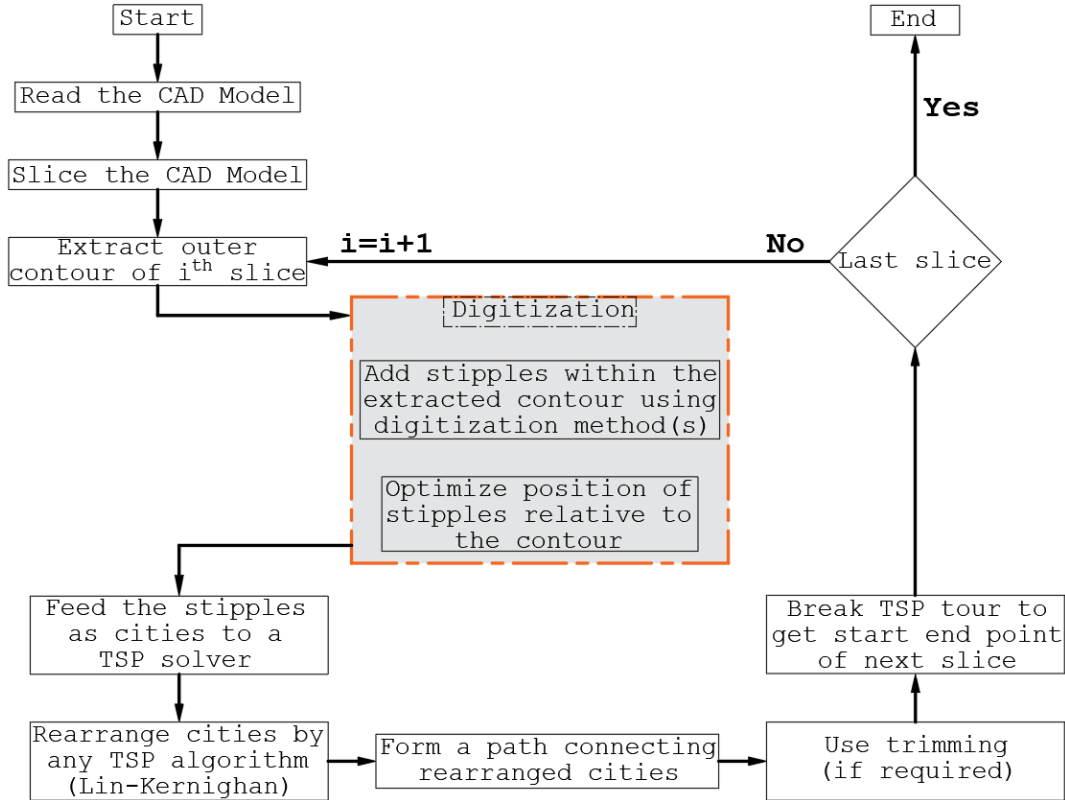 Start
Read the CAD Model
Slice the CAD Model
Extract outer
contour of ith slice
i=i+1
No
Last slice
Yes
End
Digitization
Add stipples within the
extracted contour using
digitization method(s)
Optimize position of
stipples relative to
the contour
Feed the stipples
as cities to a
TSP solver
Rearrange cities by
any TSP algorithm
(Lin-Kernighan)
Form a path connecting
rearranged cities
Use trimming
(if required)
Break TSP tour to
get start end point
of next slice